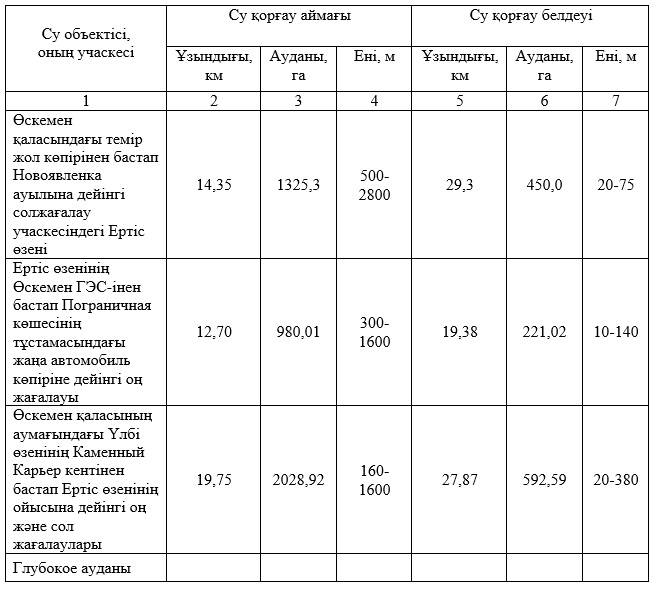 Су объектісі,
оның учаскесі
Су қорғау аймағы
Су қорғау белдеуі
Ұзындығы,
км
Ауданы,
га
Ені, м
Ұзындығы,
км
Ауданы,
га
Ені, м
1
2
3
4
5
6
7
Өскемен
қаласындағы темір
жол көпірінен бастап
Новоявленка
ауылына дейінгі
солжағалау
учаскесіндегі Ертіс
өзені
14,35
1325,3
500-
2800
29,3
450,0
20-75
Ертіс өзенінің
Өскемен ГЭС-інен
бастап Пограничная
көшесінің
тұстамасындағы
жаңа автомобиль
көпіріне дейінгі оң
жағалауы
12,70
980,01
300-
1600
19,38
221,02
10-140
Өскемен қаласының
аумағындағы Үлбі
өзенінің Каменный
Карьер кентінен
бастап Ертіс өзенінің
ойысына дейінгі оң
және сол
жағалаулары
19,75
2028,92
160-
1600
27,87
592,59
20-380
Глубокое ауданы